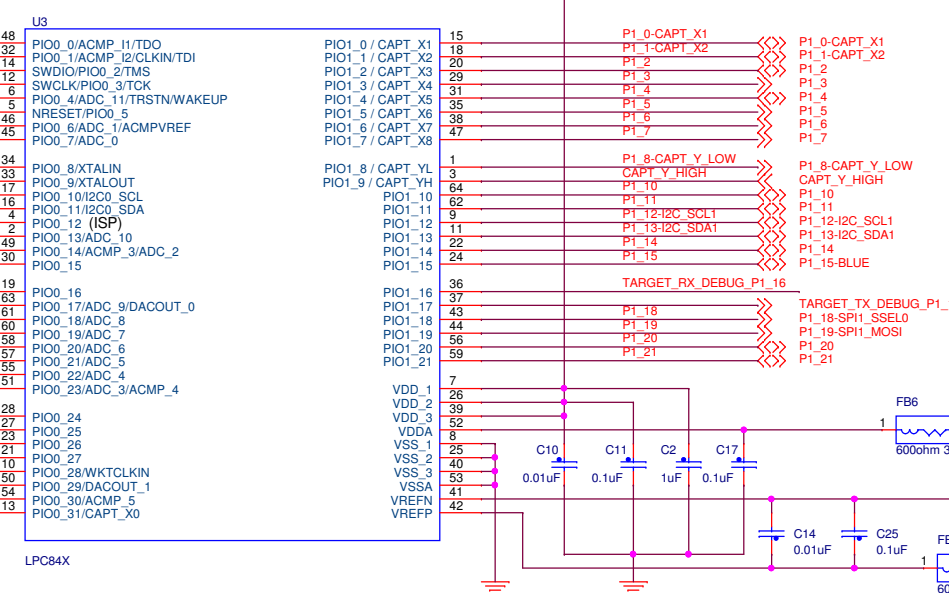 U3
48 PIO0_0/ACMP_I1/TDO PIO1_0 / CAPT_X1 15 P1_0-CAPT_X1 P1_0-CAPT_X1
32 PIO0_1/ACMP_I2/CLKIN/TDI PIO1_1 / CAPT_X2 18 P1_1-CAPT_X2 P1_1-CAPT_X2
14 SWDIO/PIO0_2/TMS PIO1_2 / CAPT_X3 20 P1_2 P1_2
12 SWCLK/PIO0_3/TCK PIO1_3 / CAPT_X4 29 P1_3 P1_3
6 PIO0_4/ADC_11/TRSTN/WAKEUP PIO1_4 / CAPT_X5 31 P1_4 P1_4
5 NRESET/PIO0_5 PIO1_5 / CAPT_X6 35 P1_5 P1_5
46 PIO0_6/ADC_1/ACMPVREF PIO1_6 / CAPT_X7 38 P1_6 P1_6
45 PIO0_7/ADC_0 PIO1_7 / CAPT_X8 47 P1_7 P1_7
34 PIO0_8/XTALIN PIO1_8 / CAPT_YL 1 P1_8-CAPT_Y_LOW P1_8-CAPT_Y_LOW
33 PIO0_9/XTALOUT PIO1_9 / CAPT_YH 3 CAPT_Y_HIGH CAPT_Y_HIGH
17 PIO0_10/I2C0_SCL PIO1_10 64 P1_10 P1_10
16 PIO0_11/I2C0_SDA PIO1_11 62 P1_11 P1_11
4 PIO0_12 (ISP) PIO1_12 9 P1_12-I2C_SCL1 P1_12-I2C_SCL1
2 PIO0_13/ADC_10 PIO1_13 11 P1_13-I2C_SDA1 P1_13-I2C_SDA1
49 PIO0_14/ACMP_3/ADC_2 PIO1_14 22 P1_14 P1_14
30 PIO0_15 PIO1_15 24 P1_15 P1_15-BLUE
19 PIO0_16 PIO1_16 36 TARGET_RX_DEBUG_P1_16
63 PIO0_17/ADC_9/DACOUT_0 PIO1_17 37 TARGET_TX_DEBUG_P1_
61 PIO0_18/ADC_8 PIO1_18 43 P1_18 P1_18-SPI1_SSEL0
60 PIO0_19/ADC_7 PIO1_19 44 P1_19 P1_19-SPI1_MOSI
58 PIO0_20/ADC_6 PIO1_20 56 P1_20 P1_20
57 PIO0_21/ADC_5 PIO1_21 59 P1_21 P1_21
55 PIO0_22/ADC_4
51 PIO0_23/ADC_3/ACMP_4 VDD_1 7
VDD_2 26
28 PIO0_24 VDD_3 39
27 PIO0_25 VDDA 52
23 PIO0_26 VSS_1 8
21 PIO0_27 VSS_2 25
10 PIO0_28/WKTCLKIN VSS_3 40
50 PIO0_29/DACOUT_1 VSSA 53
54 PIO0_30/ACMP_5 VREFN 41
13 PIO0_31/CAPT_X0 VREFP 42
LPC84X
FB6
1
600ohm 3
C10
0.01uF
C11
0.1uF
C2
1uF
C17
0.1uF
C14
0.01uF
C25
0.1uF
1
60